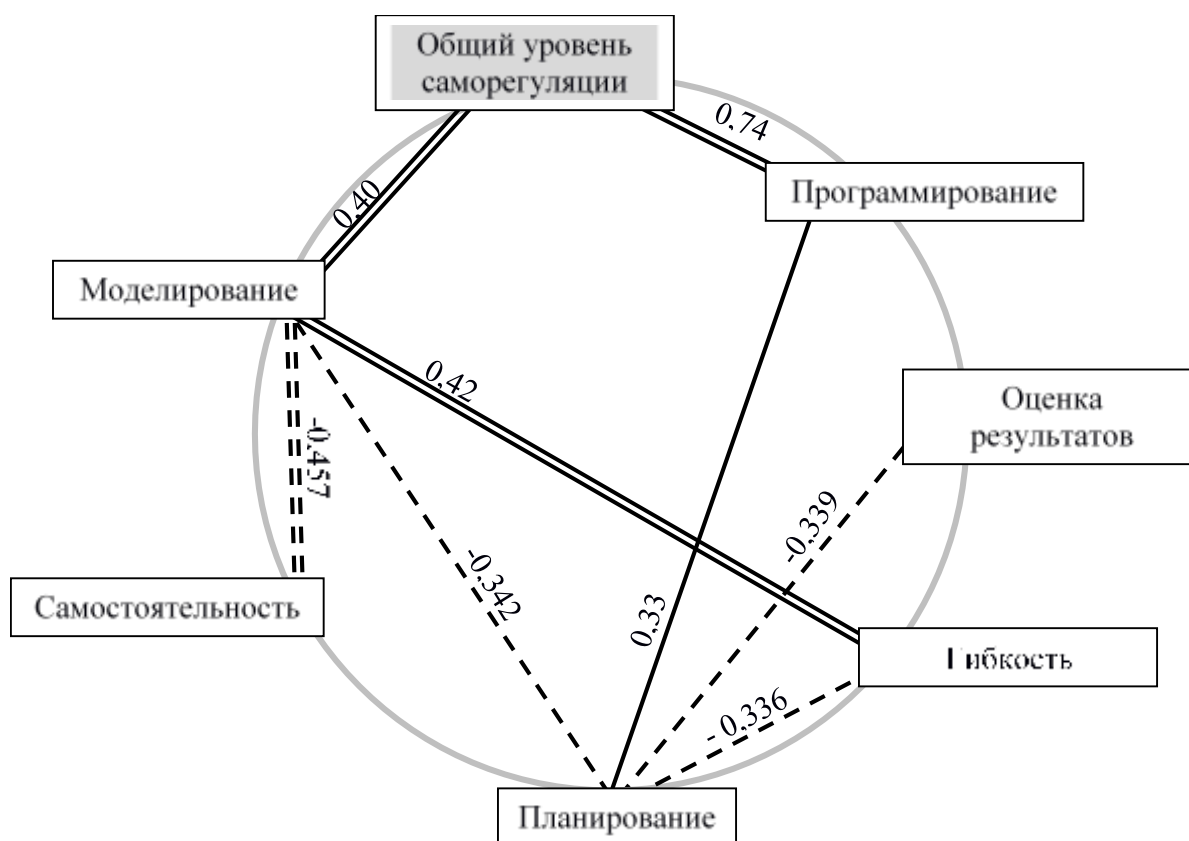 Общий уровень
саморегуляции
0,74
Программирование
0,40
Моделирование
0,42
Оценка
результатов
-0,457
-0,339
-0,342
Самостоятельность
0,33
Гибкость
- 0,336
Планирование